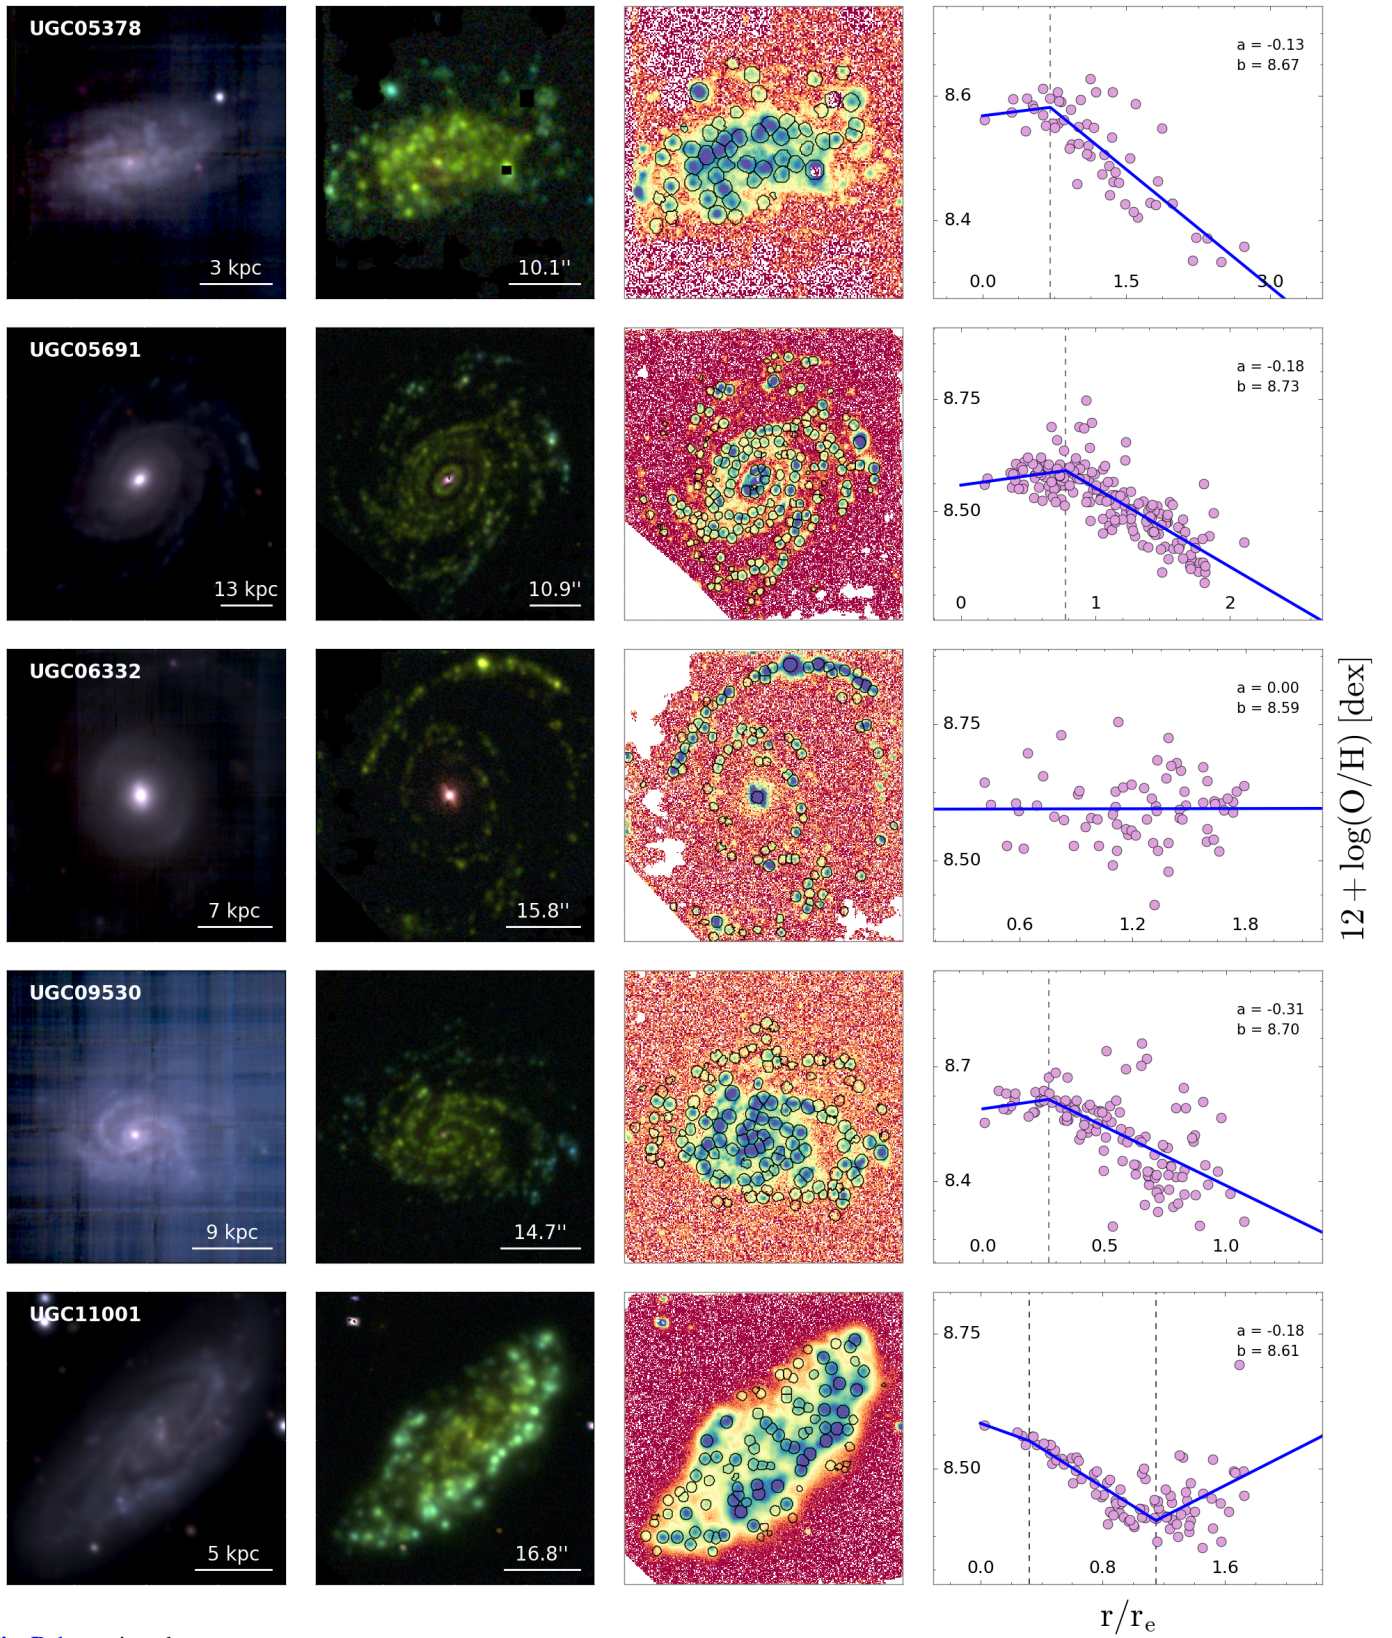 UGC05378
3 kpc
10.1''
a = -0.13
b = 8.67
8.6
8.4
0.0 1.5 3.0
UGC05691
13 kpc
10.9''
a = -0.18
b = 8.73
8.75
8.50
0 1 2
UGC06332
7 kpc
15.8''
a = 0.00
b = 8.59
8.75
8.50
0.6 1.2 1.8
12 + log(O/H) [dex]
UGC09530
9 kpc
14.7''
a = -0.31
b = 8.70
8.7
8.4
0.0 0.5 1.0
UGC11001
5 kpc
16.8''
a = -0.18
b = 8.61
8.75
8.50
0.0 0.8 1.6
r/rₑ